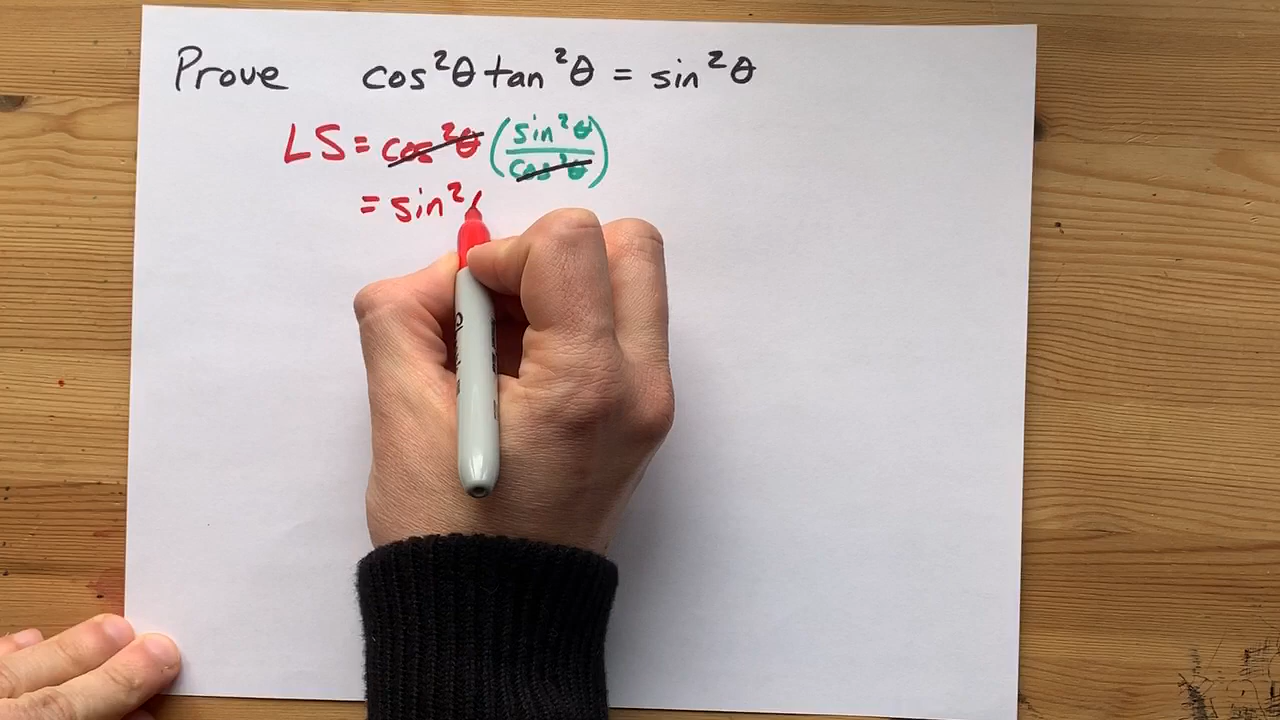 Prove cos²θ tan²θ = sin²θ
LS = cos²θ (sin²θ / cos²θ)
= sin²